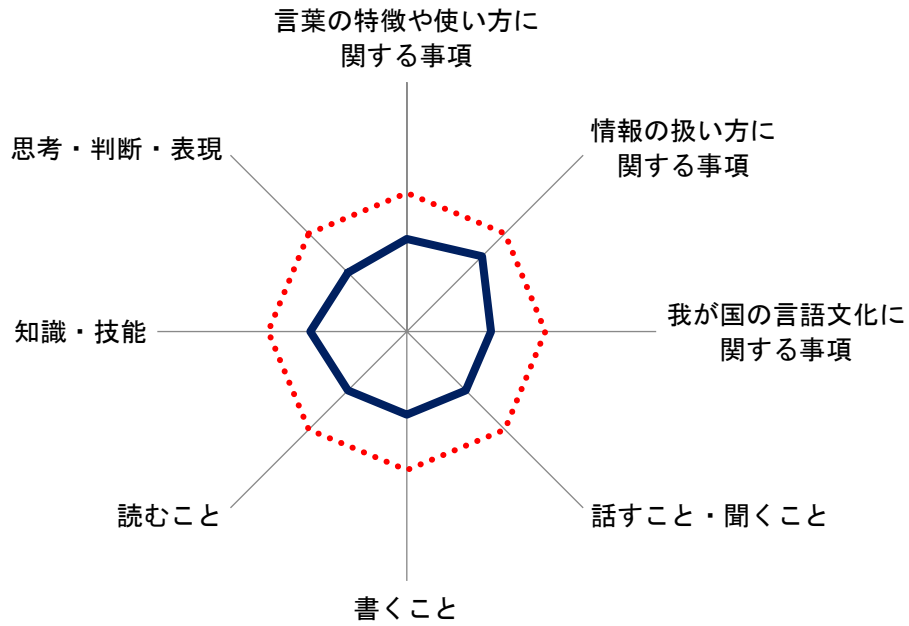 言葉の特徴や使い方に
関する事項
情報の扱い方に
関する事項
我が国の言語文化に
関する事項
話すこと・聞くこと
書くこと
読むこと
知識・技能
思考・判断・表現